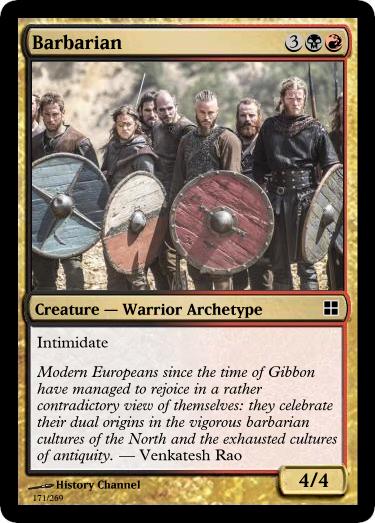 Barbarian 3
Creature — Warrior Archetype
Intimidate
Modern Europeans since the time of Gibbon
have managed to rejoice in a rather
contradictory view of themselves: they celebrate
their dual origins in the vigorous barbarian
cultures of the North and the exhausted cultures
of antiquity. — Venkatesh Rao
4/4
History Channel
171/269